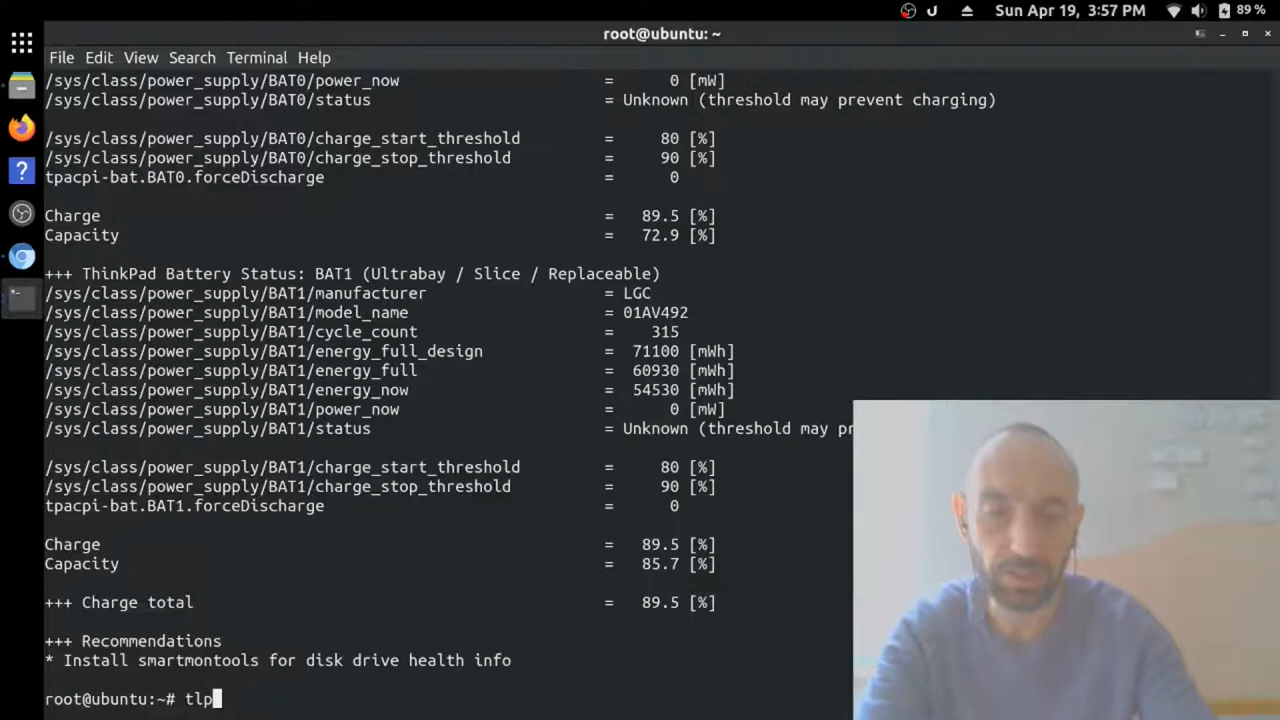 Sun Apr 19, 3:57 PM
89 %
root@ubuntu: ~
File Edit View Search Terminal Help
/sys/class/power_supply/BAT0/power_now = 0 [mW]
/sys/class/power_supply/BAT0/status = Unknown (threshold may prevent charging)
/sys/class/power_supply/BAT0/charge_start_threshold = 80 [%]
/sys/class/power_supply/BAT0/charge_stop_threshold = 90 [%]
tpacpi-bat.BAT0.forceDischarge = 0
Charge = 89.5 [%]
Capacity = 72.9 [%]
+++ ThinkPad Battery Status: BAT1 (Ultrabay / Slice / Replaceable)
/sys/class/power_supply/BAT1/manufacturer = LGC
/sys/class/power_supply/BAT1/model_name = 01AV492
/sys/class/power_supply/BAT1/cycle_count = 315
/sys/class/power_supply/BAT1/energy_full_design = 71100 [mWh]
/sys/class/power_supply/BAT1/energy_full = 60930 [mWh]
/sys/class/power_supply/BAT1/energy_now = 54530 [mWh]
/sys/class/power_supply/BAT1/power_now = 0 [mW]
/sys/class/power_supply/BAT1/status = Unknown (threshold may pr
/sys/class/power_supply/BAT1/charge_start_threshold = 80 [%]
/sys/class/power_supply/BAT1/charge_stop_threshold = 90 [%]
tpacpi-bat.BAT1.forceDischarge = 0
Charge = 89.5 [%]
Capacity = 85.7 [%]
+++ Charge total = 89.5 [%]
+++ Recommendations
* Install smartmontools for disk drive health info
root@ubuntu:~# tlp